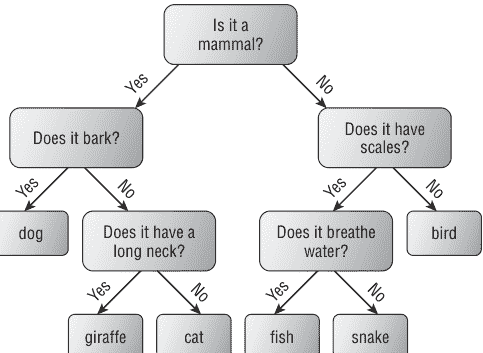 Is it a
mammal?
Yes
No
Does it bark?
Does it have
scales?
Yes
No
Yes
No
dog
Does it have a
long neck?
Does it breathe
water?
bird
Yes
No
Yes
No
giraffe
cat
fish
snake